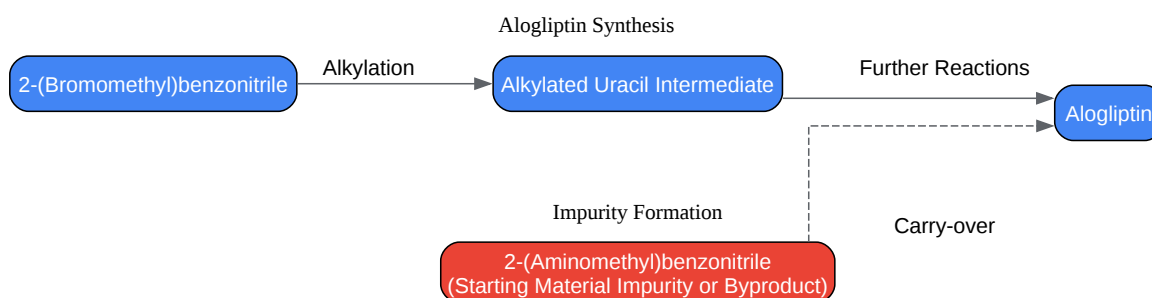 Alogliptin Synthesis
2-(Bromomethyl)benzonitrile
Alkylation
Alkylated Uracil Intermediate
Further Reactions
Alogliptin
Impurity Formation
Carry-over
2-(Aminomethyl)benzonitrile
(Starting Material Impurity or Byproduct)